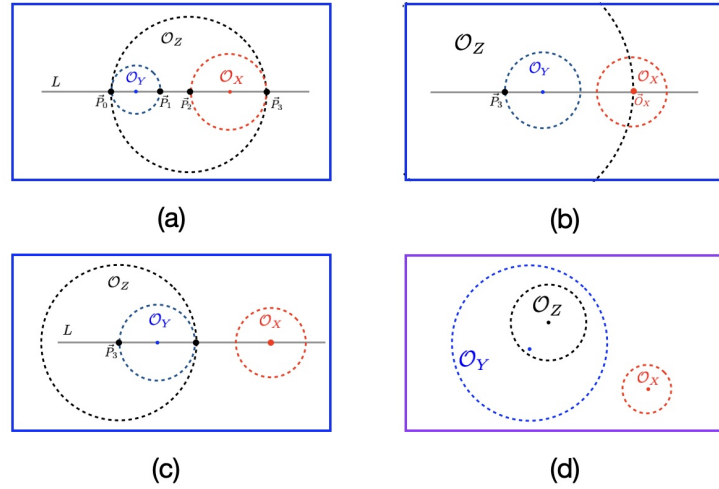 𝒪_Z
𝒪_Y 𝒪_X
L
P⃗_0 P⃗_1 P⃗_2 P⃗_3
(a)
𝒪_Z
𝒪_Y 𝒪_X
P⃗_3 O⃗_X
(b)
𝒪_Z
𝒪_Y 𝒪_X
L
P⃗_3
(c)
𝒪_Z
𝒪_Y
𝒪_X
(d)